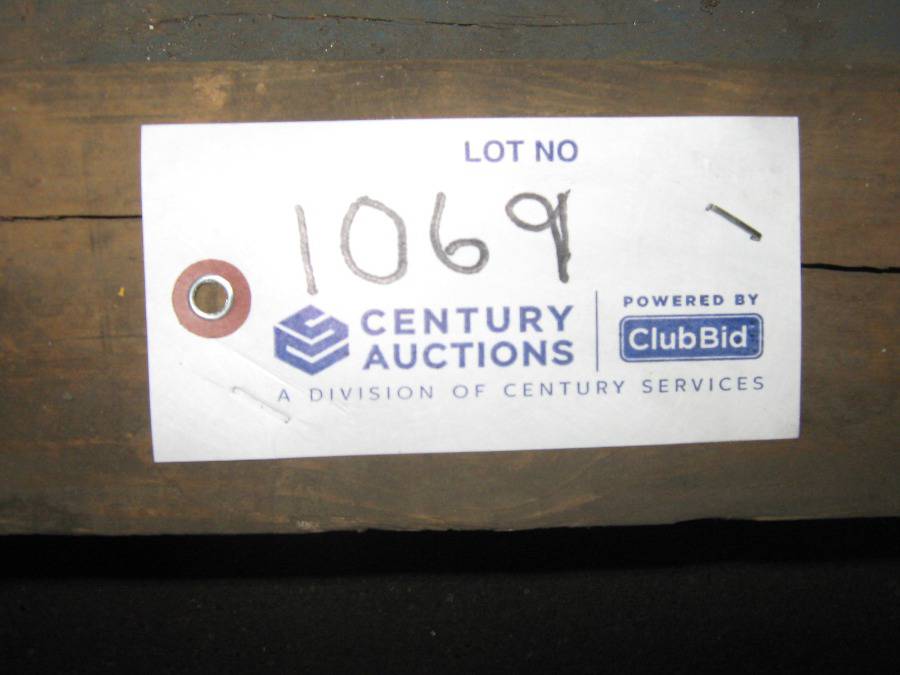 LOT NO
1069
CENTURY AUCTIONS
POWERED BY
ClubBid
A DIVISION OF CENTURY SERVICES